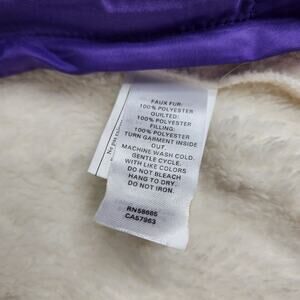 FAUX FUR:
100% POLYESTER
QUILTED:
100% POLYESTER
FILLING:
100% POLYESTER
TURN GARMENT INSIDE
OUT.
MACHINE WASH COLD.
GENTLE CYCLE.
WITH LIKE COLORS
DO NOT BLEACH
HANG TO DRY.
DO NOT IRON.
RN58685
CA57963